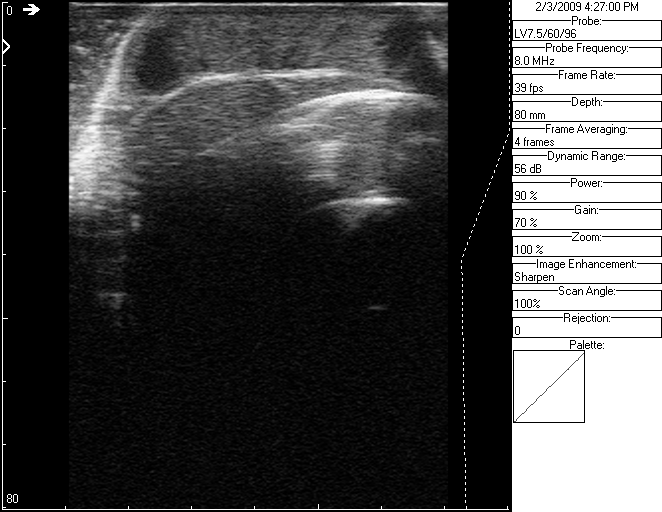 0
80
2/3/2009 4:27:00 PM
Probe:
LV7.5/60/96
Probe Frequency:
8.0 MHz
Frame Rate:
39 fps
Depth:
80 mm
Frame Averaging:
4 frames
Dynamic Range:
56 dB
Power:
90 %
Gain:
70 %
Zoom:
100 %
Image Enhancement:
Sharpen
Scan Angle:
100%
Rejection:
0
Palette: